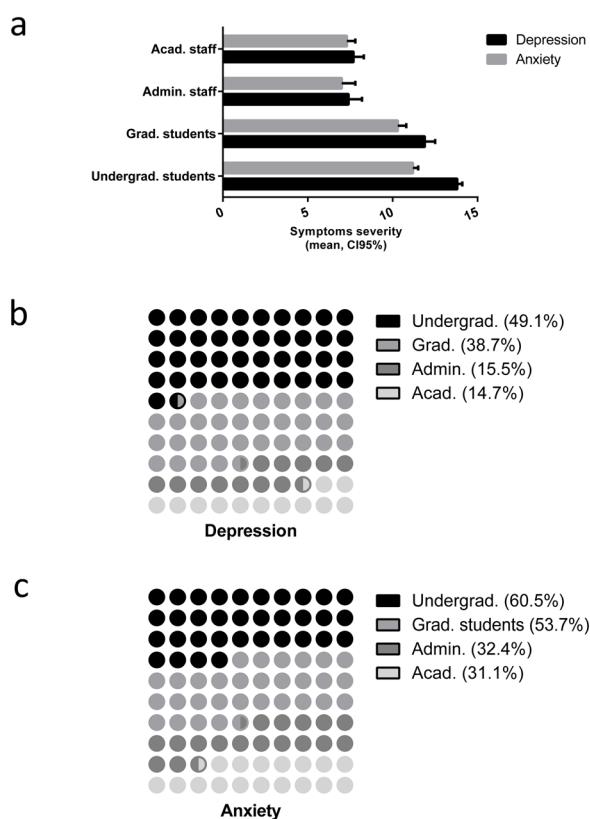 a
Depression
Anxiety
Acad. staff
Admin. staff
Grad. students
Undergrad. students
0
5
10
15
Symptoms severity
(mean, CI95%)
b
Undergrad. (49.1%)
Grad. (38.7%)
Admin. (15.5%)
Acad. (14.7%)
Depression
c
Undergrad. (60.5%)
Grad. students (53.7%)
Admin. (32.4%)
Acad. (31.1%)
Anxiety